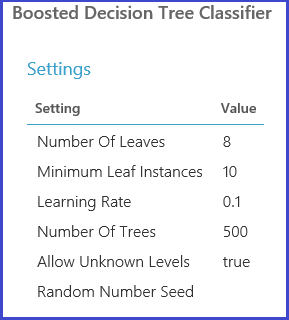 Boosted Decision Tree Classifier
Settings
Setting Value
Number Of Leaves 8
Minimum Leaf Instances 10
Learning Rate 0.1
Number Of Trees 500
Allow Unknown Levels true
Random Number Seed